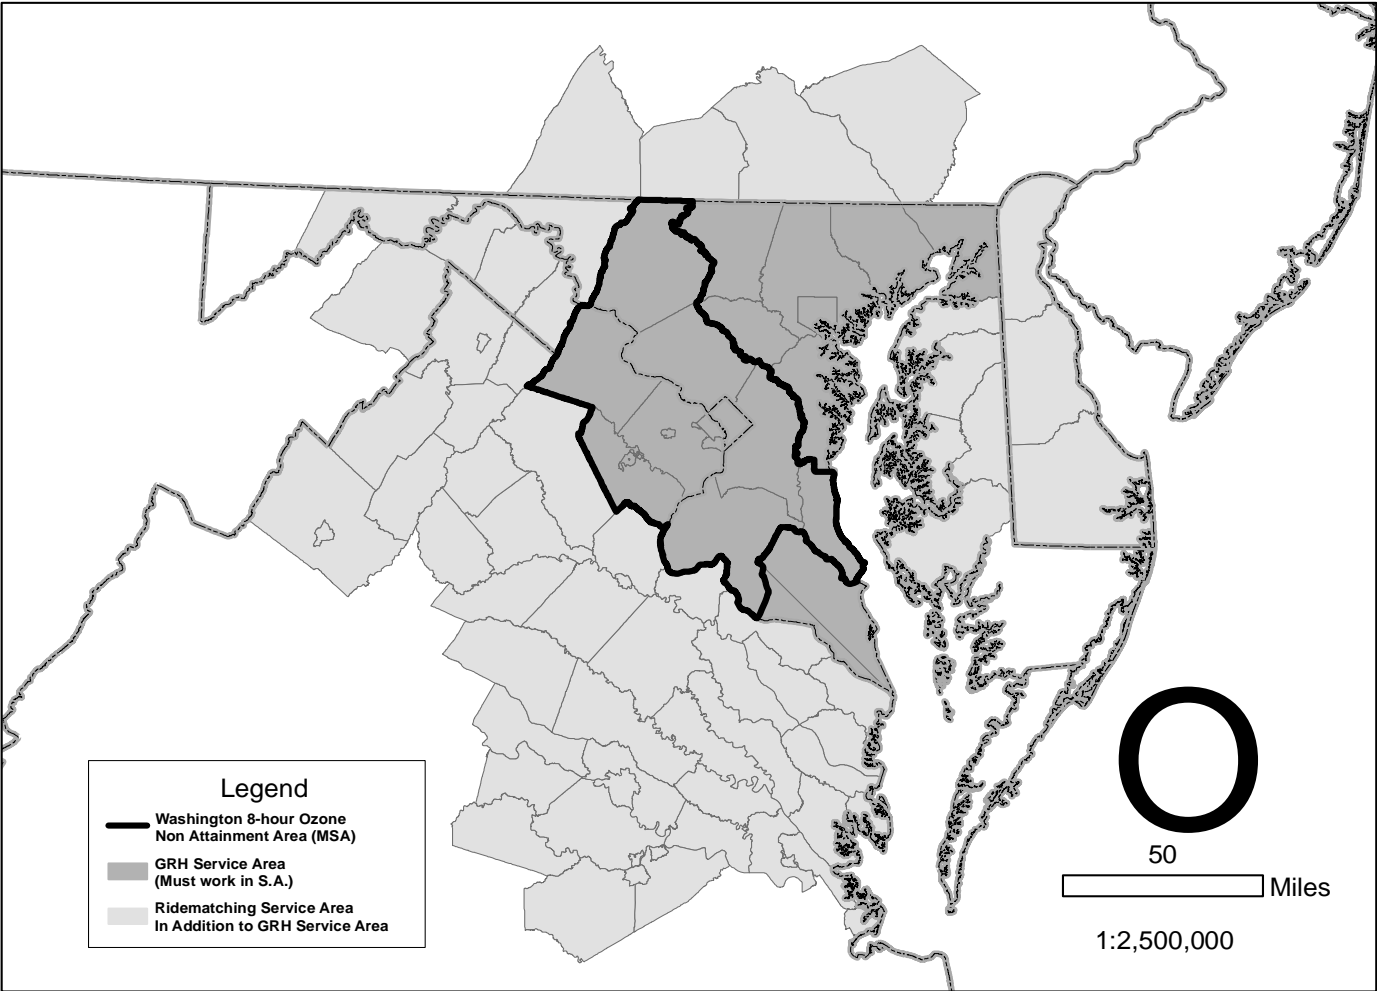 Legend
Washington 8-hour Ozone
Non Attainment Area (MSA)
GRH Service Area
(Must work in S.A.)
Ridematching Service Area
In Addition to GRH Service Area
O
50
Miles
1:2,500,000